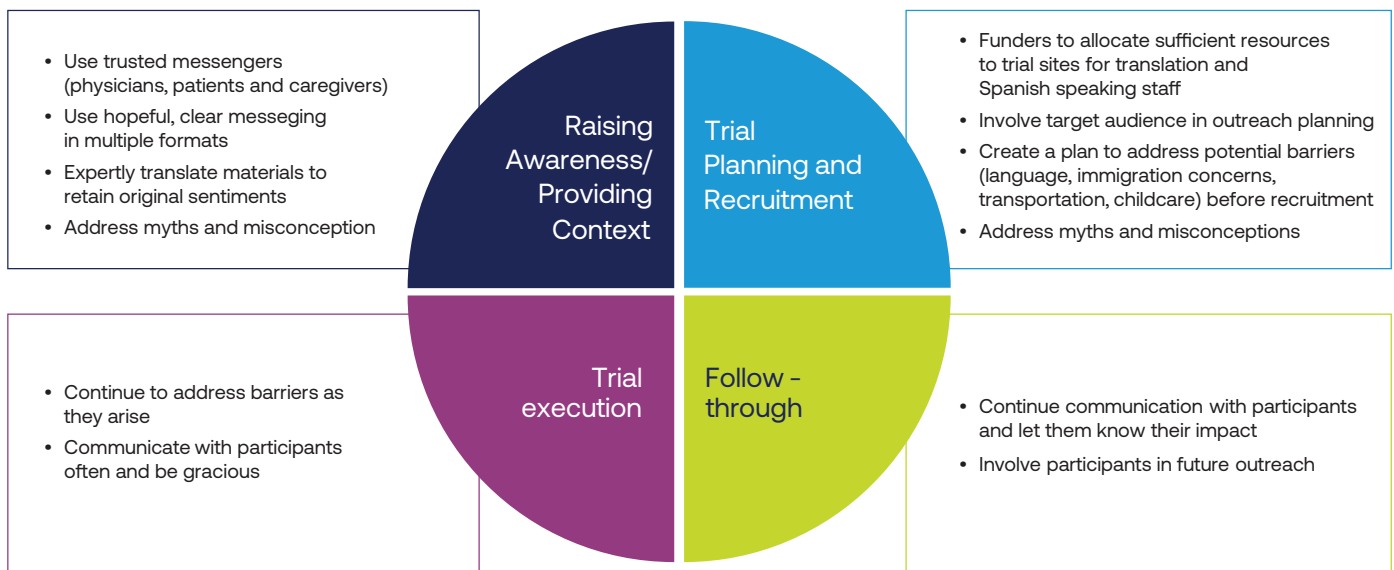 • Use trusted messengers
(physicians, patients and caregivers)
• Use hopeful, clear messeging
in multiple formats
• Expertly translate materials to
retain original sentiments
• Address myths and misconception
Raising
Awareness/
Providing
Context
Trial
Planning and
Recruitment
• Funders to allocate sufficient resources
to trial sites for translation and
Spanish speaking staff
• Involve target audience in outreach planning
• Create a plan to address potential barriers
(language, immigration concerns,
transportation, childcare) before recruitment
• Address myths and misconceptions
• Continue to address barriers as
they arise
• Communicate with participants
often and be gracious
Trial
execution
Follow -
through
• Continue communication with participants
and let them know their impact
• Involve participants in future outreach